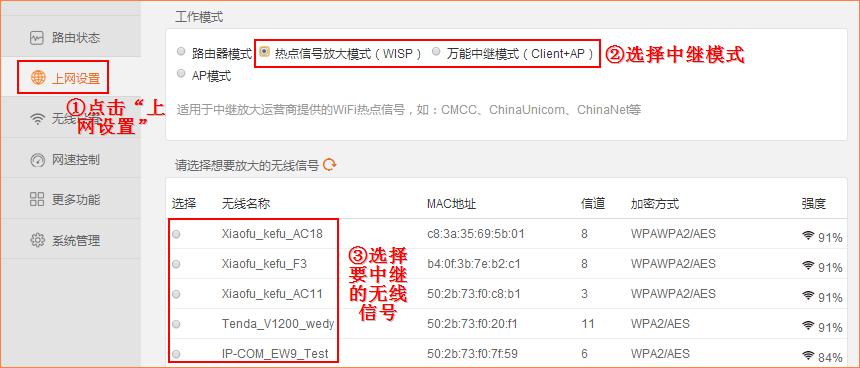 工作模式
路由状态
路由器模式 热点信号放大模式（WISP） 万能中继模式（Client+AP） ②选择中继模式
上网设置
AP模式
①点击“上网设置”
适用于中继放大运营商提供的WiFi热点信号，如：CMCC、ChinaUnicom、ChinaNet等
网速控制
请选择想要放大的无线信号
更多功能
选择 无线名称 MAC地址 信道 加密方式 强度
系统管理
Xiaofu_kefu_AC18 c8:3a:35:69:5b:01 8 WPAWPA2/AES 91%
Xiaofu_kefu_F3 b4:0f:3b:7e:b2:c1 8 WPAWPA2/AES 91%
Xiaofu_kefu_AC11 50:2b:73:f0:c8:b1 3 WPAWPA2/AES 91%
Tenda_V1200_wedy 50:2b:73:f0:20:f1 11 WPA2/AES 91%
IP-COM_EW9_Test 50:2b:73:f0:7f:59 6 WPA2/AES 84%
③选择
要中继
的无线
信号